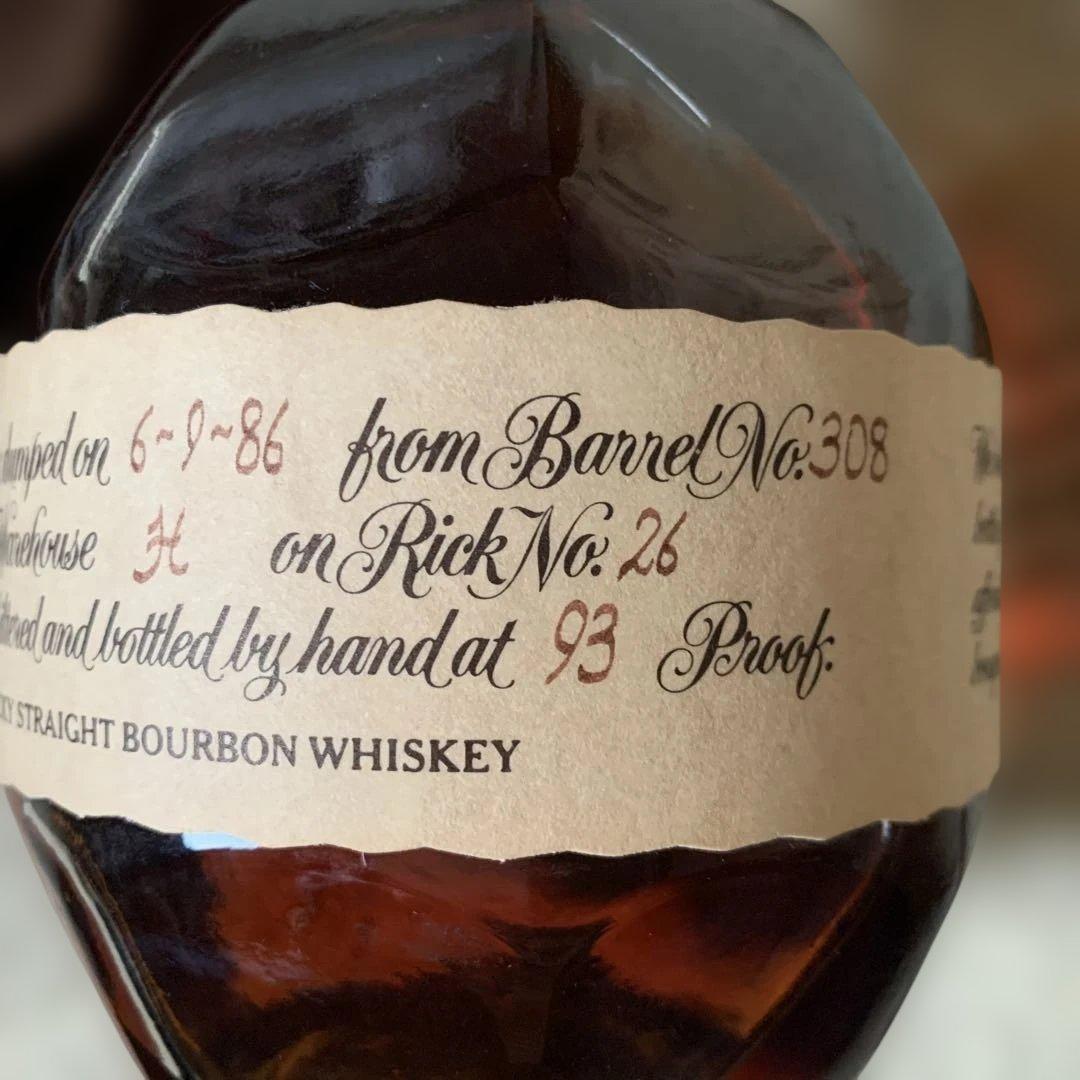 dumped on 6~9~86 from Barrel No. 308
Warehouse H on Rick No. 26
and bottled by hand at 93 Proof.
STRAIGHT BOURBON WHISKEY